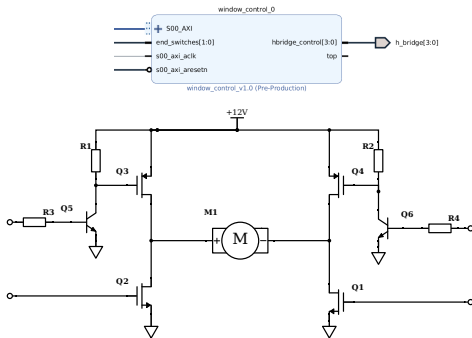 window_control_0
S00_AXI
end_switches[1:0]
hbridge_control[3:0]
h_bridge[3:0]
s00_axi_aclk
top
s00_axi_aresetn
window_control_v1.0 (Pre-Production)
+12V
R1
R2
Q3
Q4
R3
Q5
M1
Q6
R4
+
M
−
Q2
Q1